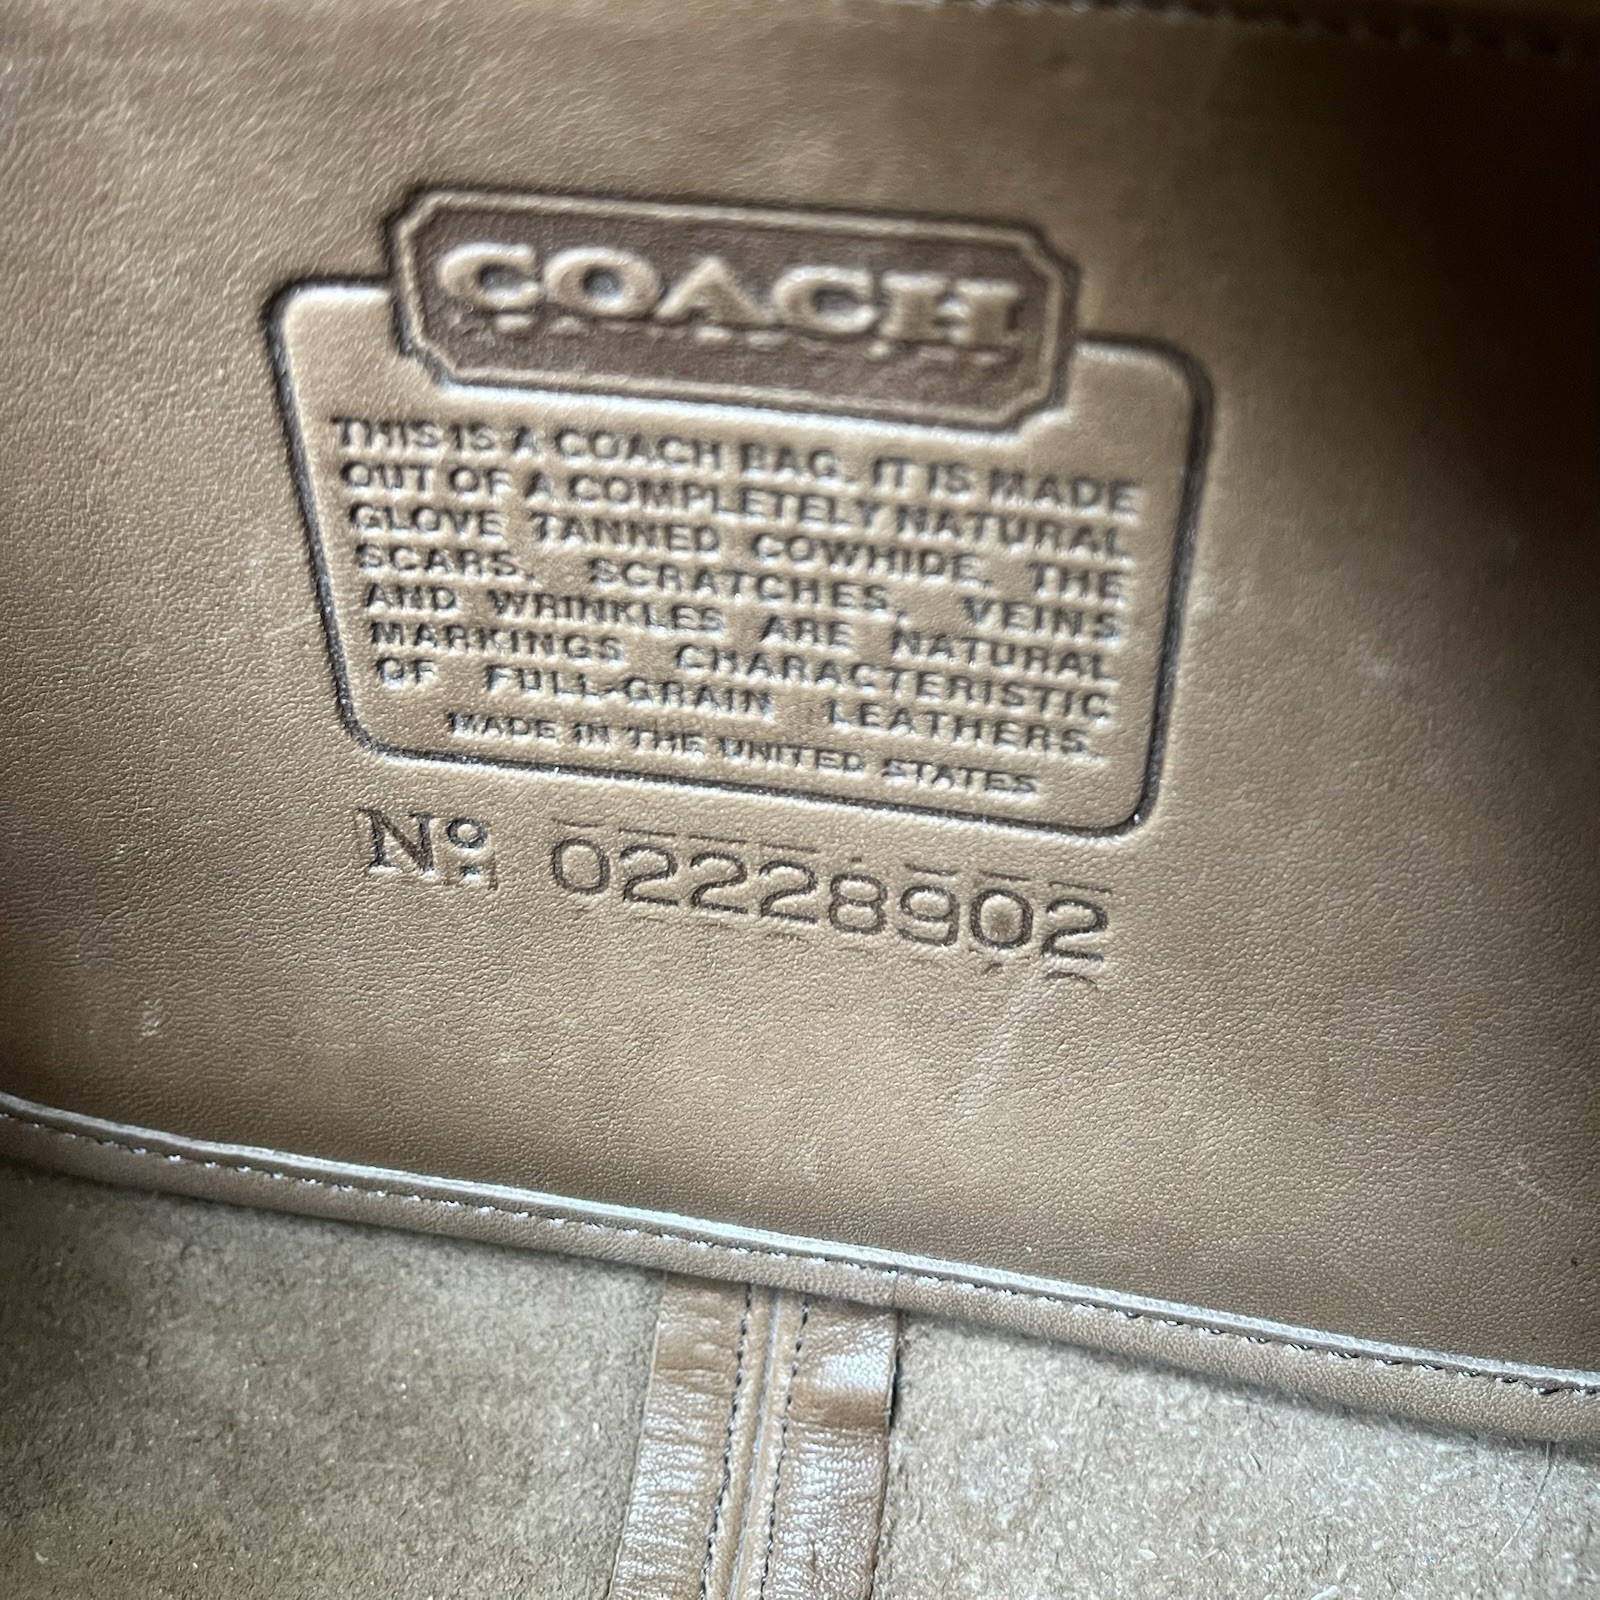 COACH
THIS IS A COACH BAG. IT IS MADE
OUT OF A COMPLETELY NATURAL
GLOVE TANNED COWHIDE. THE
SCARS, SCRATCHES, VEINS
AND WRINKLES ARE NATURAL
MARKINGS CHARACTERISTIC
OF FULL-GRAIN LEATHERS.
MADE IN THE UNITED STATES
No: 02228902